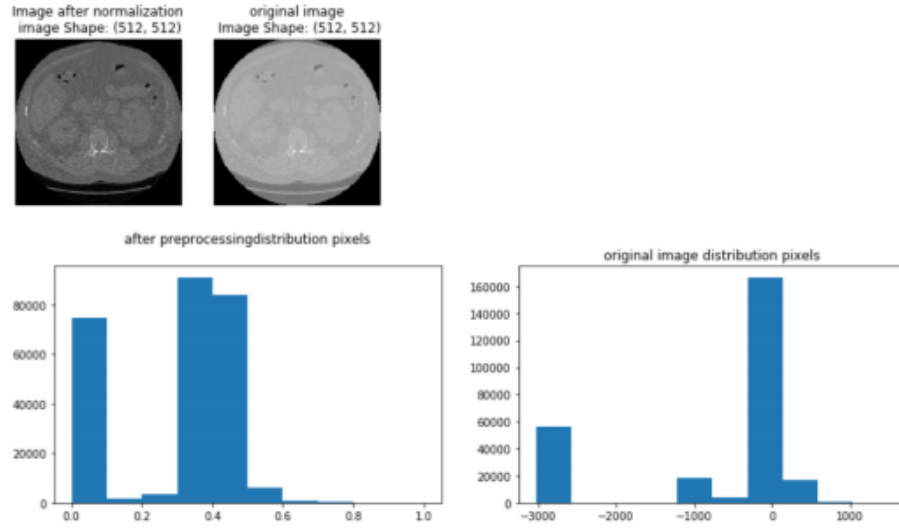 Image after normalization
image Shape: (512, 512)
original image
Image Shape: (512, 512)
after preprocessingdistribution pixels
80000
60000
40000
20000
0
0.0 0.2 0.4 0.6 0.8 1.0
original image distribution pixels
160000
140000
120000
100000
80000
60000
40000
20000
0
−3000 −2000 −1000 0 1000